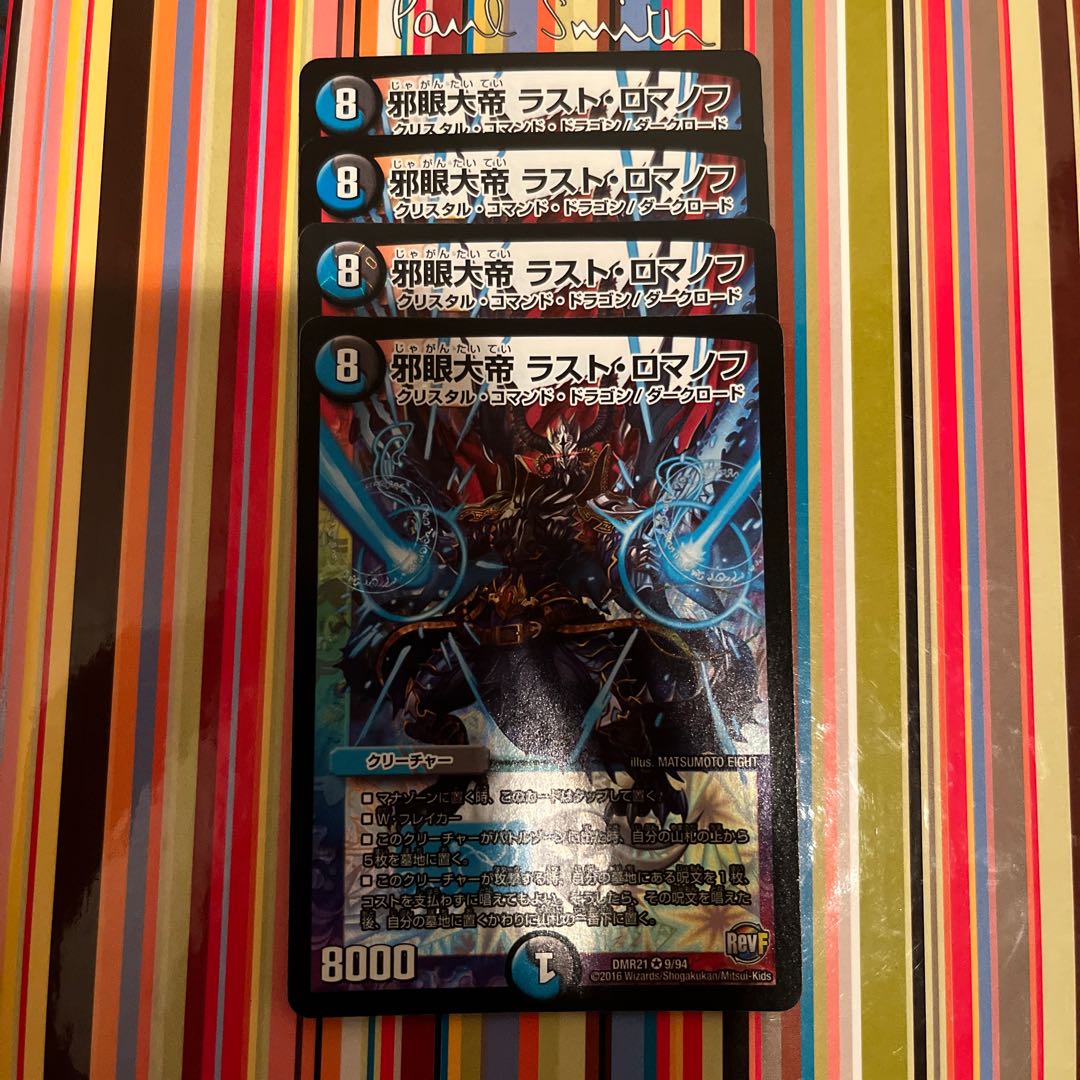 Paul Smith
じゃがんたいてい
8 邪眼大帝 ラスト・ロマノフ
クリスタル・コマンド・ドラゴン/ダークロード
じゃがんたいてい
8 邪眼大帝 ラスト・ロマノフ
クリスタル・コマンド・ドラゴン/ダークロード
じゃがんたいてい
8 邪眼大帝 ラスト・ロマノフ
クリスタル・コマンド・ドラゴン/ダークロード
じゃがんたいてい
8 邪眼大帝 ラスト・ロマノフ
クリスタル・コマンド・ドラゴン/ダークロード
クリーチャー
illus. MATSUMOTO EIGHT
■マナゾーンに置く時、このカードはタップして置く。
■W・ブレイカー
■このクリーチャーがバトルゾーンに出た時、自分の山札の上から
5枚を墓地に置く。
■このクリーチャーが攻撃する時、自分の墓地にある呪文を1枚、
コストを支払わずに唱えてもよい。そうしたら、その呪文を唱えた
後、自分の墓地に置くかわりに山札の一番下に置く。
RevF
8000
1
DMR21 9/94
©2016 Wizards/Shogakukan/Mitsui-Kids